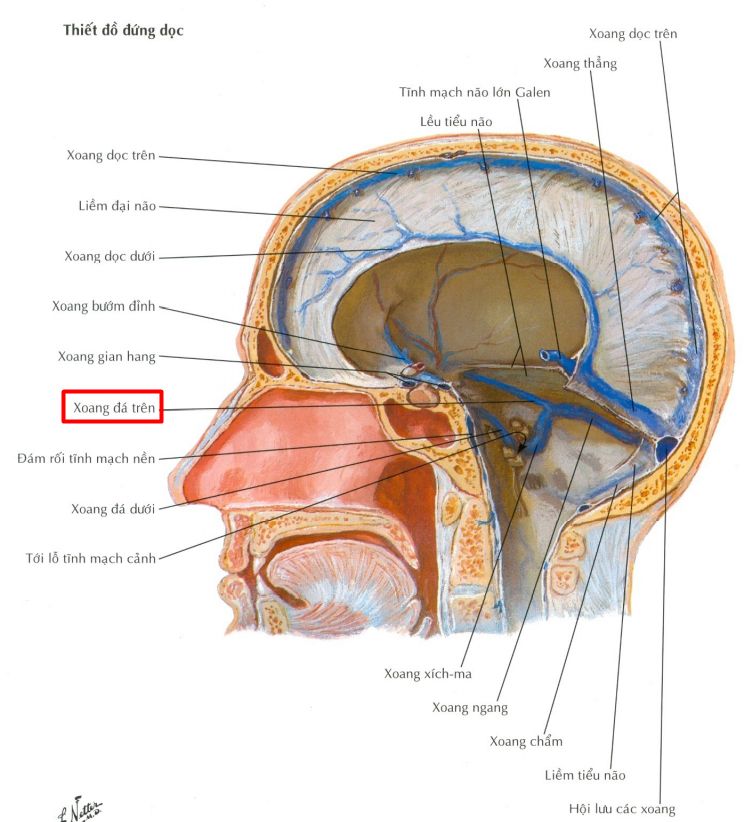 Thiết đồ đứng dọc
Xoang dọc trên
Xoang thẳng
Tĩnh mạch não lớn Galen
Lều tiểu não
Xoang dọc trên
Liềm đại não
Xoang dọc dưới
Xoang bướm đỉnh
Xoang gian hang
Xoang đá trên
Đám rối tĩnh mạch nền
Xoang đá dưới
Tới lỗ tĩnh mạch cảnh
Xoang xích-ma
Xoang ngang
Xoang chẩm
Liềm tiểu não
Hội lưu các xoang
F. Netter
M.D.